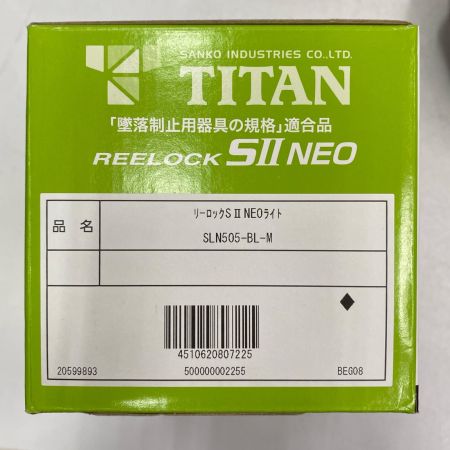 SANKO INDUSTRIES CO.,LTD.
TITAN
「墜落制止用器具の規格」適合品
REELOCK SII NEO
品 名
リーロックSⅡNEOライト
SLN505-BL-M
4510620807225
20599893 500000002255 BEG08